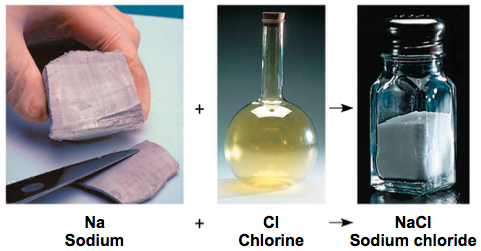 + →
Na + Cl → NaCl
Sodium Chlorine Sodium chloride